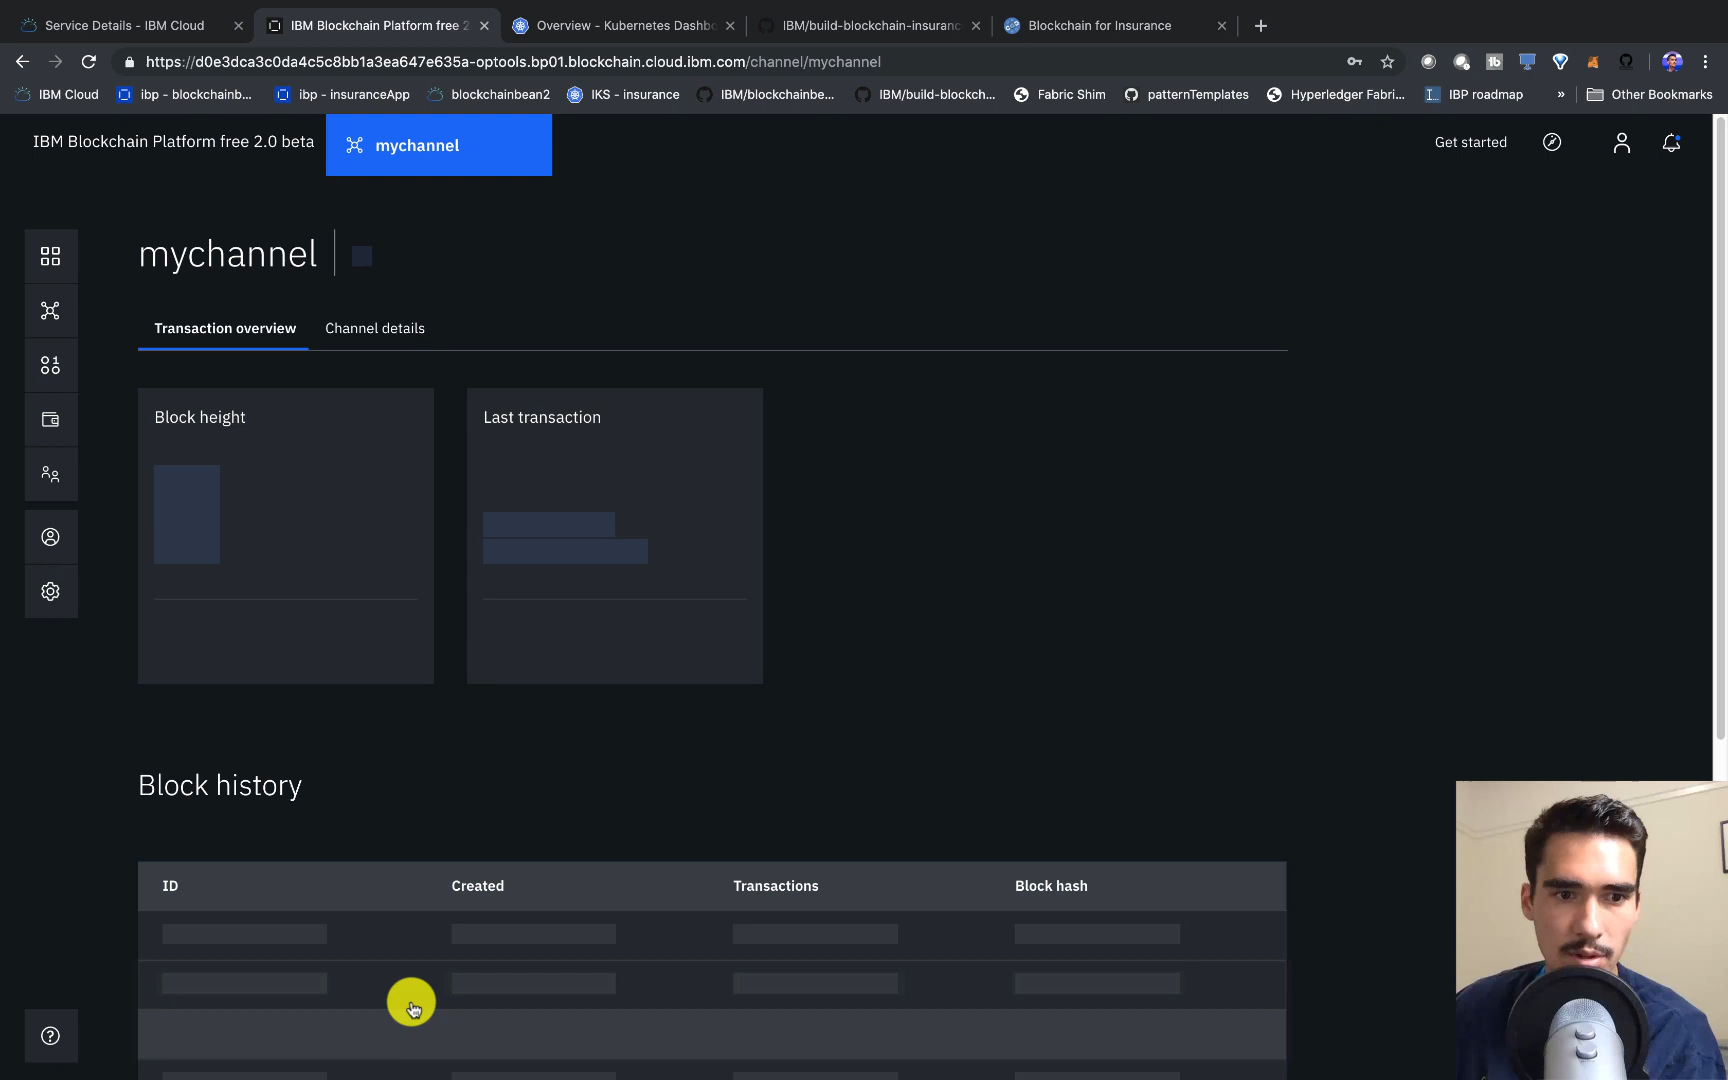 Service Details - IBM Cloud
IBM Blockchain Platform free 2
Overview - Kubernetes Dashbo
IBM/build-blockchain-insuranc
Blockchain for Insurance
https://d0e3dca3c0da4c5c8bb1a3ea647e635a-optools.bp01.blockchain.cloud.ibm.com/channel/mychannel
IBM Cloud
ibp - blockchainb...
ibp - insuranceApp
blockchainbean2
IKS - insurance
IBM/blockchainbe...
IBM/build-blockch...
Fabric Shim
patternTemplates
Hyperledger Fabri...
IBP roadmap
»
Other Bookmarks
IBM Blockchain Platform free 2.0 beta
mychannel
Get started
mychannel
Transaction overview
Channel details
Block height
Last transaction
Block history
ID
Created
Transactions
Block hash